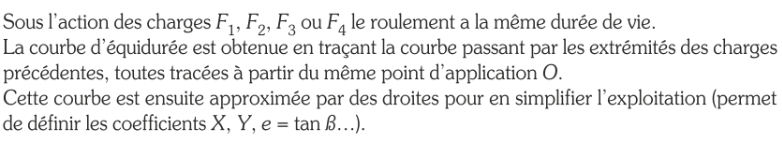 Sous l'action des charges F₁, F₂, F₃ ou F₄ le roulement a la même durée de vie.
La courbe d'équidurée est obtenue en traçant la courbe passant par les extrémités des charges
précédentes, toutes tracées à partir du même point d'application O.
Cette courbe est ensuite approximée par des droites pour en simplifier l'exploitation (permet
de définir les coefficients X, Y, e = tan ß...).